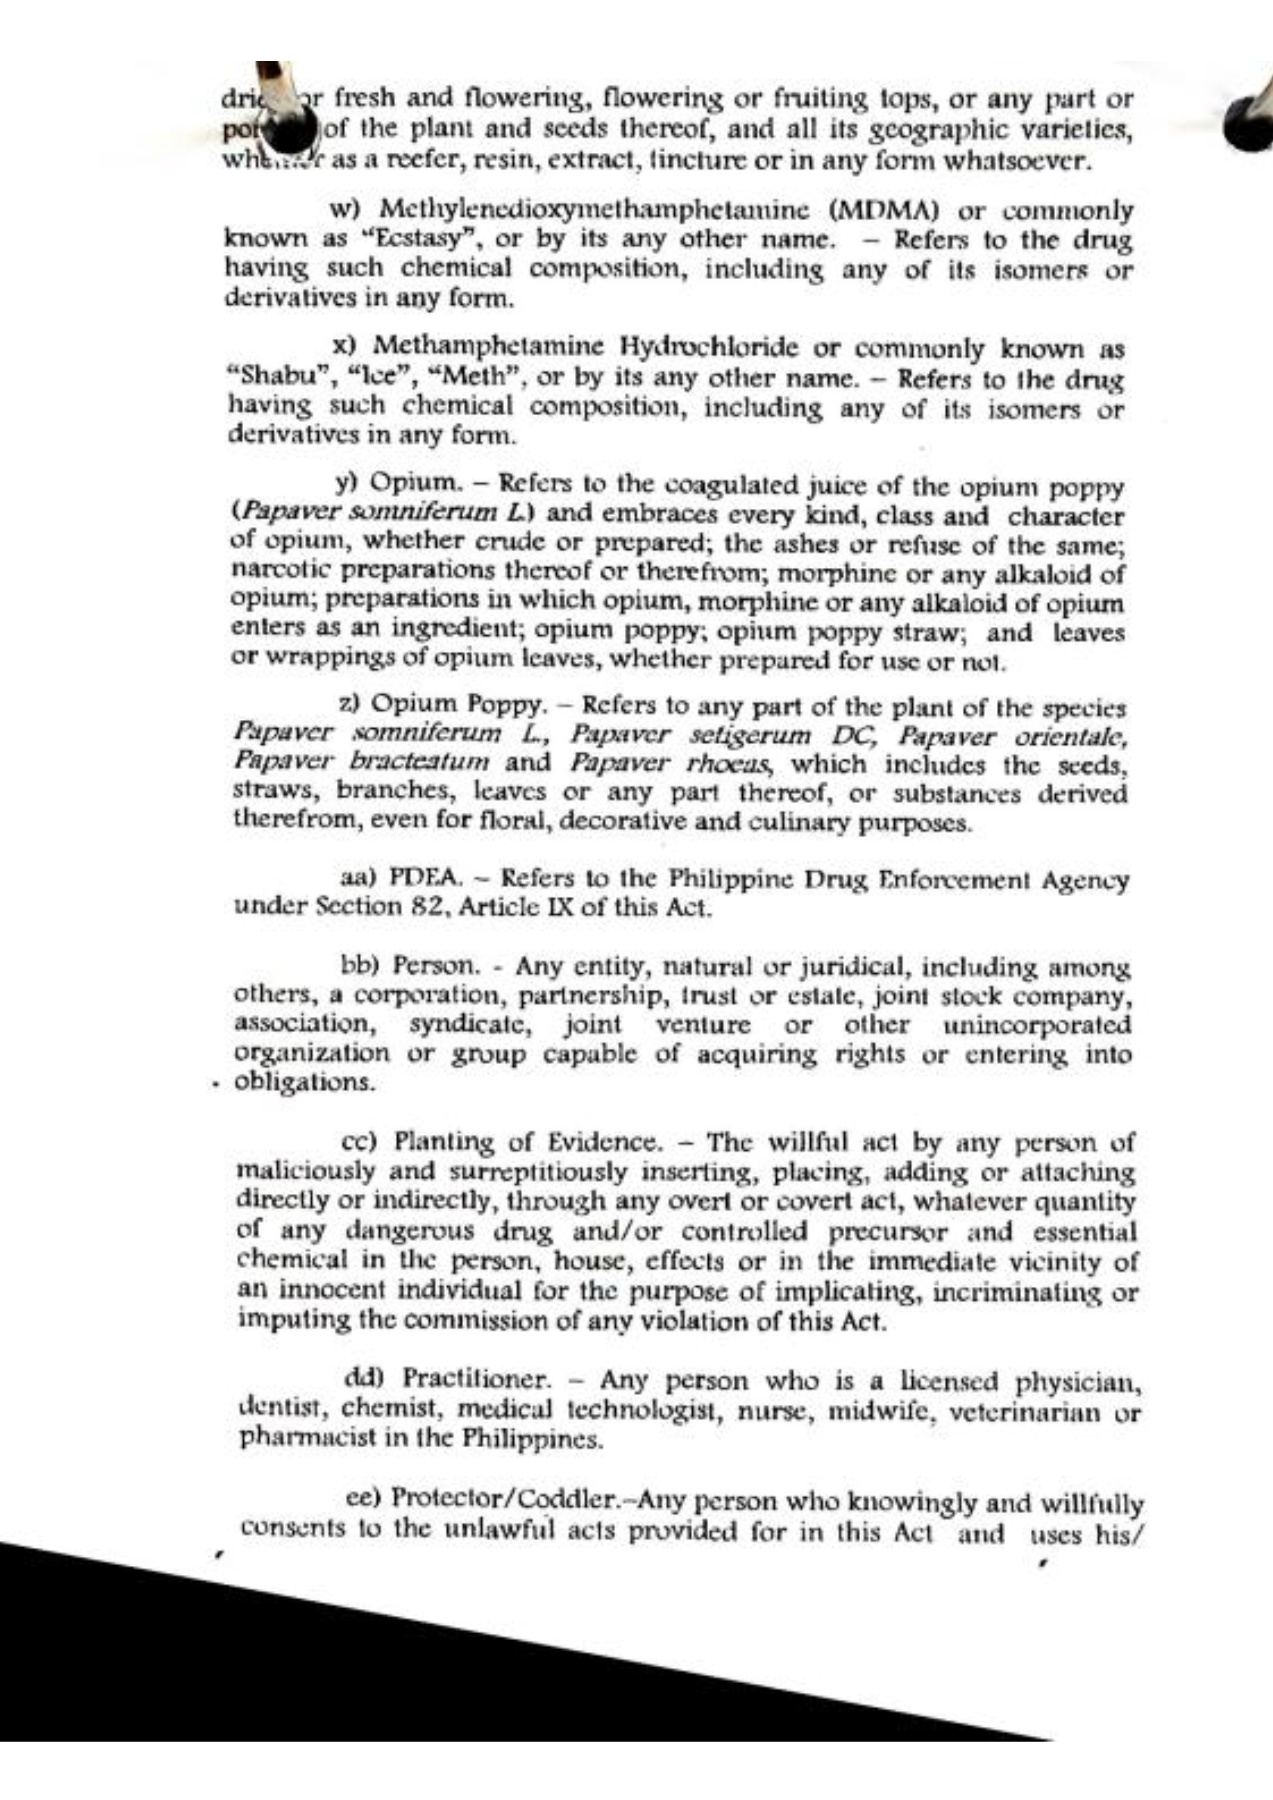 or fresh and flowering, flowering or fruiting tops, or any part or
of the plant and seeds thereof, and all its geographic varieties,
as a reefer, resin, extract, tincture or in any form whatsoever.
w) Methylenedioxymethamphetamine (MDMA) or commonly
known as “Ecstasy”, or by its any other name. – Refers to the drug
having such chemical composition, including any of its isomers or
derivatives in any form.
x) Methamphetamine Hydrochloride or commonly known as
“Shabu”, “Ice”, “Meth”, or by its any other name. – Refers to the drug
having such chemical composition, including any of its isomers or
derivatives in any form.
y) Opium. – Refers to the coagulated juice of the opium poppy
(Papaver somniferum L) and embraces every kind, class and character
of opium, whether crude or prepared; the ashes or refuse of the same;
narcotic preparations thereof or therefrom; morphine or any alkaloid of
opium; preparations in which opium, morphine or any alkaloid of opium
enters as an ingredient; opium poppy; opium poppy straw; and leaves
or wrappings of opium leaves, whether prepared for use or not.
z) Opium Poppy. – Refers to any part of the plant of the species
Papaver somniferum L., Papaver setigerum DC, Papaver orientale,
Papaver bracteatum and Papaver rhoeas, which includes the seeds,
straws, branches, leaves or any part thereof, or substances derived
therefrom, even for floral, decorative and culinary purposes.
aa) PDEA. – Refers to the Philippine Drug Enforcement Agency
under Section 82, Article IX of this Act.
bb) Person. - Any entity, natural or juridical, including among
others, a corporation, partnership, trust or estate, joint stock company,
association, syndicate, joint venture or other unincorporated
organization or group capable of acquiring rights or entering into
obligations.
cc) Planting of Evidence. – The willful act by any person of
maliciously and surreptitiously inserting, placing, adding or attaching
directly or indirectly, through any overt or covert act, whatever quantity
of any dangerous drug and/or controlled precursor and essential
chemical in the person, house, effects or in the immediate vicinity of
an innocent individual for the purpose of implicating, incriminating or
imputing the commission of any violation of this Act.
dd) Practitioner. – Any person who is a licensed physician,
dentist, chemist, medical technologist, nurse, midwife, veterinarian or
pharmacist in the Philippines.
ee) Protector/Coddler.–Any person who knowingly and willfully
consents to the unlawful acts provided for in this Act and uses his/